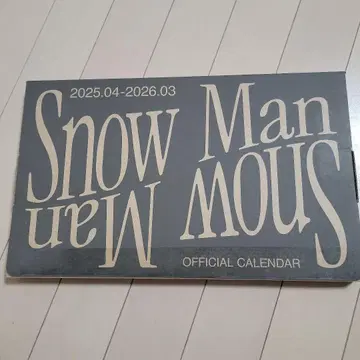 2025.04-2026.03
Snow Man
Snow Man
OFFICIAL CALENDAR